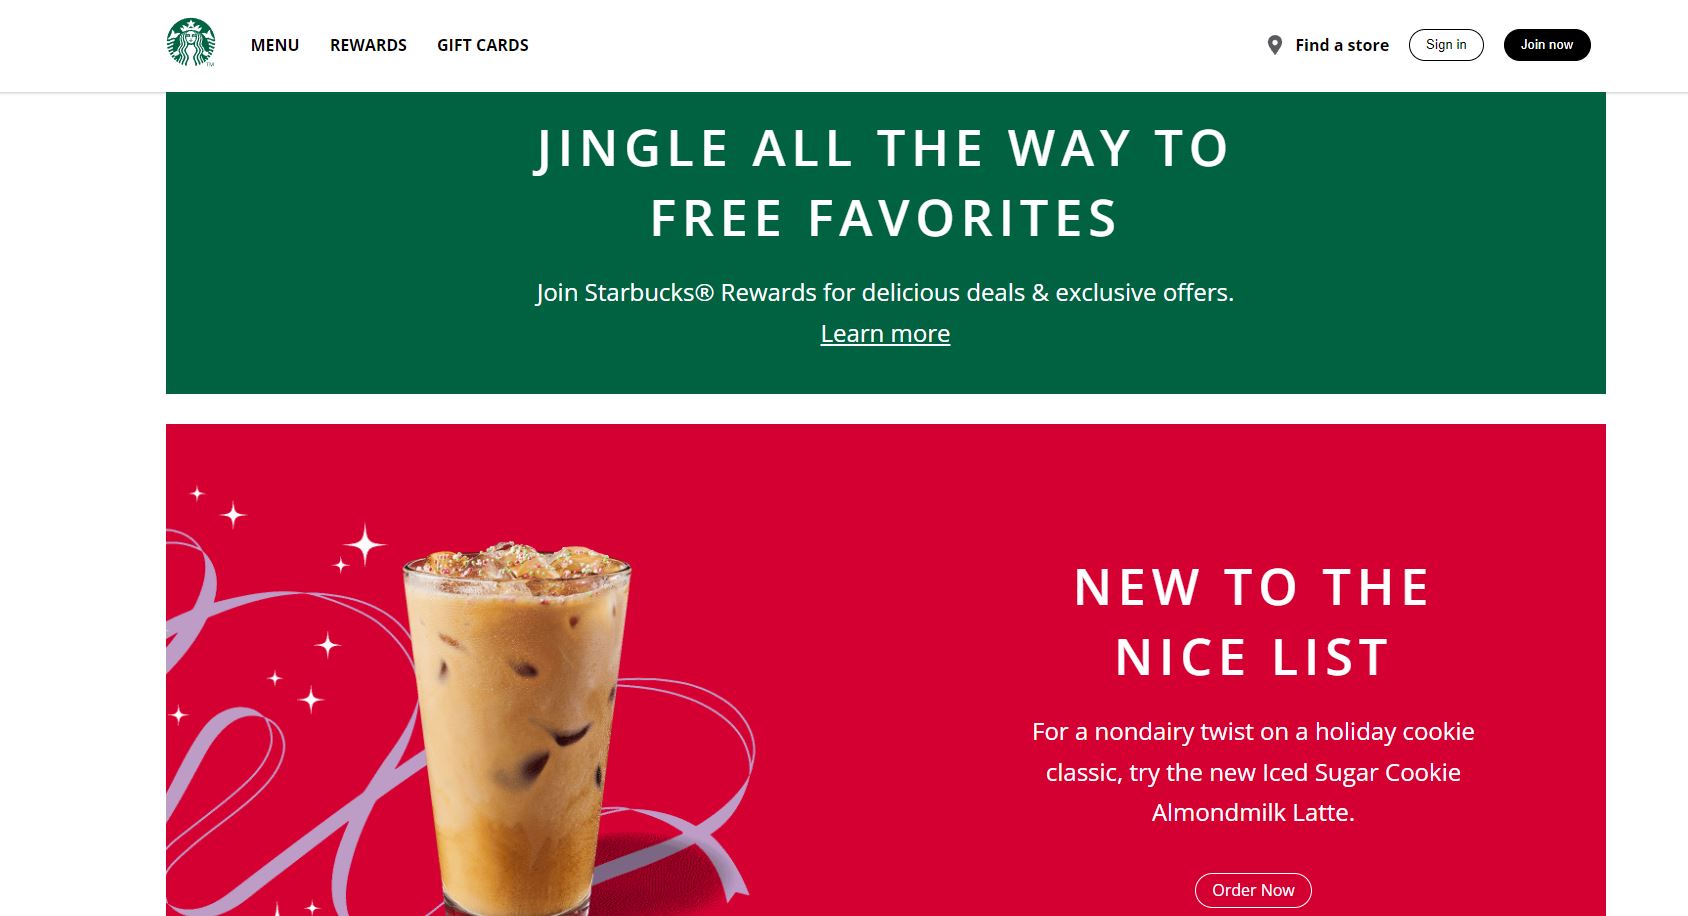 MENU REWARDS GIFT CARDS Find a store Sign in Join now
JINGLE ALL THE WAY TO
FREE FAVORITES
Join Starbucks® Rewards for delicious deals & exclusive offers.
Learn more
NEW TO THE
NICE LIST
For a nondairy twist on a holiday cookie
classic, try the new Iced Sugar Cookie
Almondmilk Latte.
Order Now